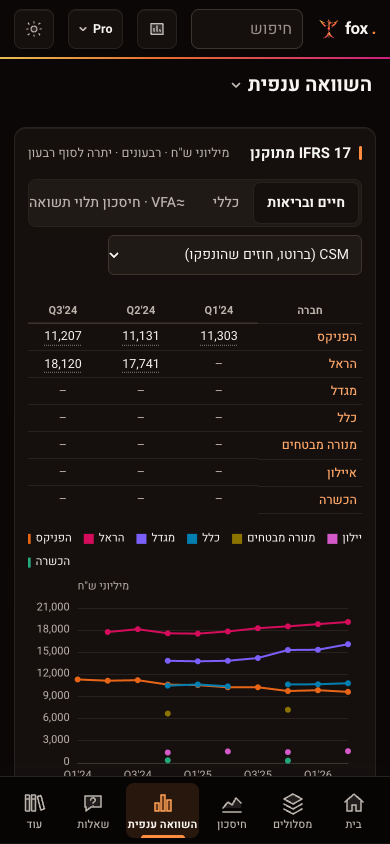 fox.
חיפוש
Pro
השוואה ענפית
IFRS 17 מתוקנן
מיליוני ש"ח · רבעונים · יתרה לסוף רבעון
חיים ובריאות
כללי
VFA≈ · חיסכון תלוי תשואה
CSM (ברוטו, חוזים שהונפקו)
חברה Q1'24 Q2'24 Q3'24
הפניקס 11,303 11,131 11,207
הראל – 17,741 18,120
מגדל – – –
כלל – – –
מנורה מבטחים – – –
איילון – – –
הכשרה – – –
הפניקס הראל מגדל כלל מנורה מבטחים יילון
הכשרה
מיליוני ש"ח
21,000
18,000
15,000
12,000
9,000
6,000
3,000
0
Q1'24 Q3'24 Q1'25 Q3'25 Q1'26
בית
מסלולים
חיסכון
השוואה ענפית
שאלות
עוד